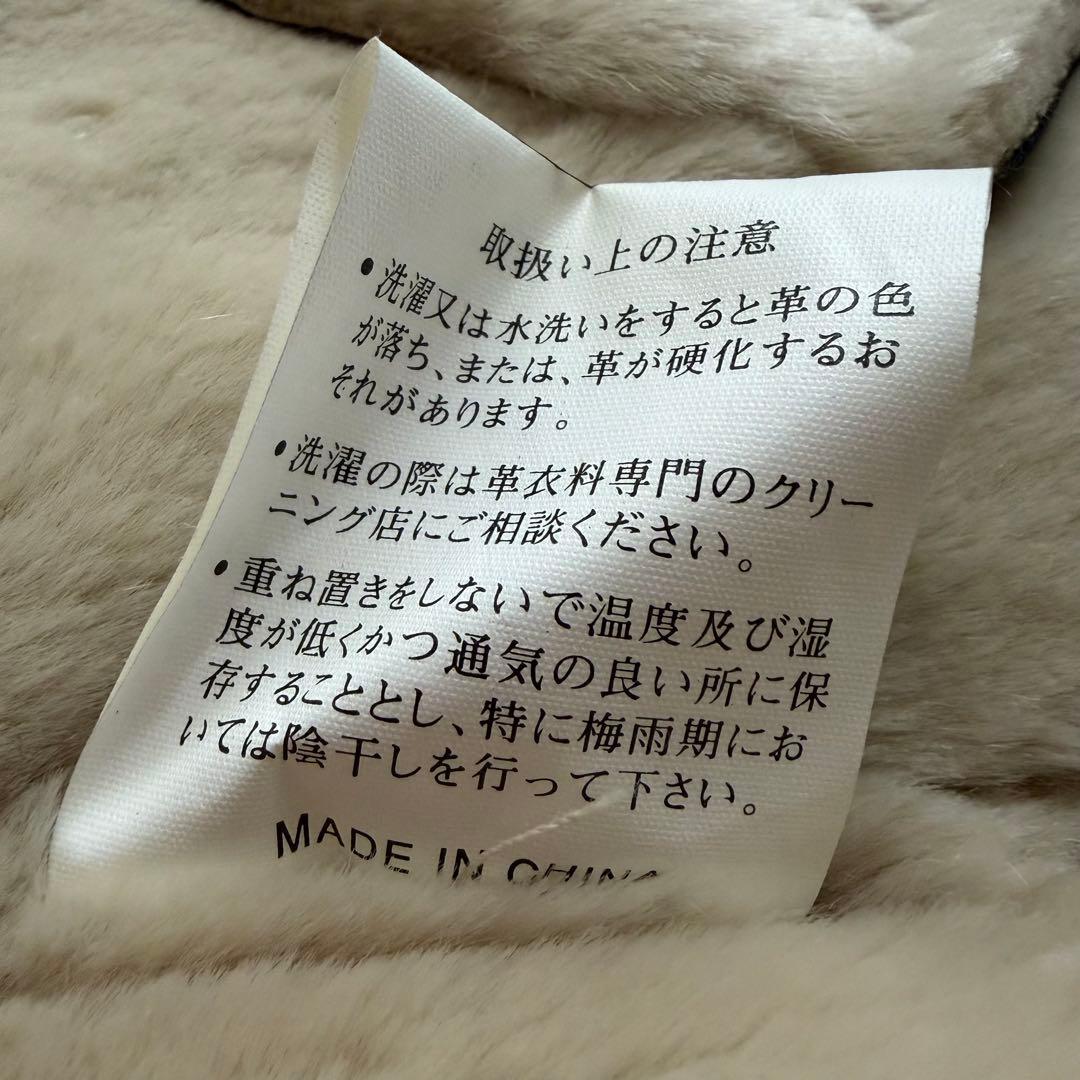 取扱い上の注意
•洗濯又は水洗いをすると革の色
が落ち、または、革が硬化するお
それがあります。
•洗濯の際は革衣料専門のクリー
ニング店にご相談ください。
•重ね置きをしないで温度及び湿
度が低くかつ通気の良い所に保
存することとし、特に梅雨期にお
いては陰干しを行って下さい。
MADE IN CHINA